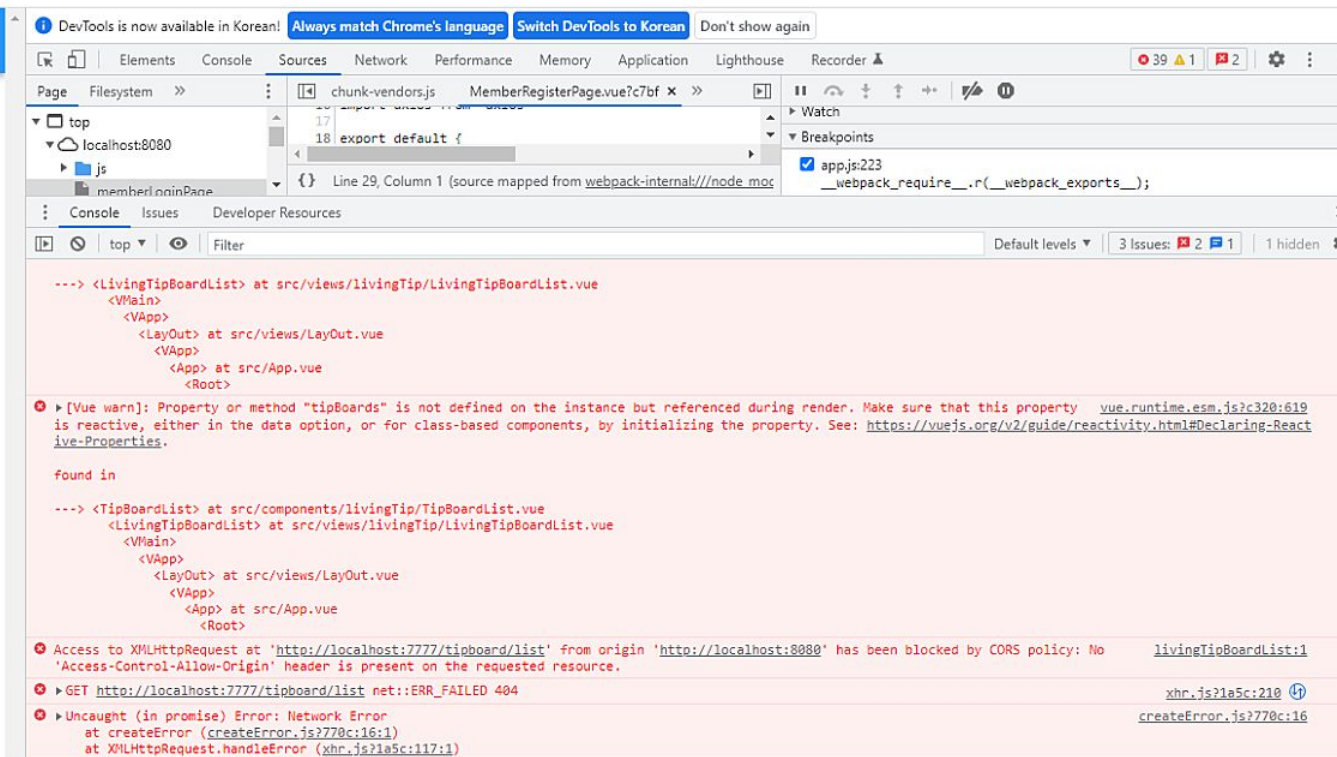 DevTools is now available in Korean! Always match Chrome's language Switch DevTools to Korean Don't show again
Elements Console Sources Network Performance Memory Application Lighthouse Recorder 39 1 2
Page Filesystem » chunk-vendors.js MemberRegisterPage.vue?c7bf × »
top
localhost:8080
js
memberLoginPage
16 import axios from 'axios'
17
18 export default {
{} Line 29, Column 1 (source mapped from webpack-internal:///node_moc
Watch
Breakpoints
app.js:223
__webpack_require__.r(__webpack_exports__);
Console Issues Developer Resources
top Filter Default levels 3 Issues: 2 1 1 hidden
---> <LivingTipBoardList> at src/views/livingTip/LivingTipBoardList.vue
<VMain>
<VApp>
<LayOut> at src/views/LayOut.vue
<VApp>
<App> at src/App.vue
<Root>
[Vue warn]: Property or method "tipBoards" is not defined on the instance but referenced during render. Make sure that this property vue.runtime.esm.js?c320:619
is reactive, either in the data option, or for class-based components, by initializing the property. See: https://vuejs.org/v2/guide/reactivity.html#Declaring-React
ive-Properties.
found in
---> <TipBoardList> at src/components/livingTip/TipBoardList.vue
<LivingTipBoardList> at src/views/livingTip/LivingTipBoardList.vue
<VMain>
<VApp>
<LayOut> at src/views/LayOut.vue
<VApp>
<App> at src/App.vue
<Root>
Access to XMLHttpRequest at 'http://localhost:7777/tipboard/list' from origin 'http://localhost:8080' has been blocked by CORS policy: No livingTipBoardList:1
'Access-Control-Allow-Origin' header is present on the requested resource.
GET http://localhost:7777/tipboard/list net::ERR_FAILED 404 xhr.js?1a5c:210
Uncaught (in promise) Error: Network Error createError.js?770c:16
at createError (createError.js?770c:16:1)
at XMLHttpRequest.handleError (xhr.js?1a5c:117:1)